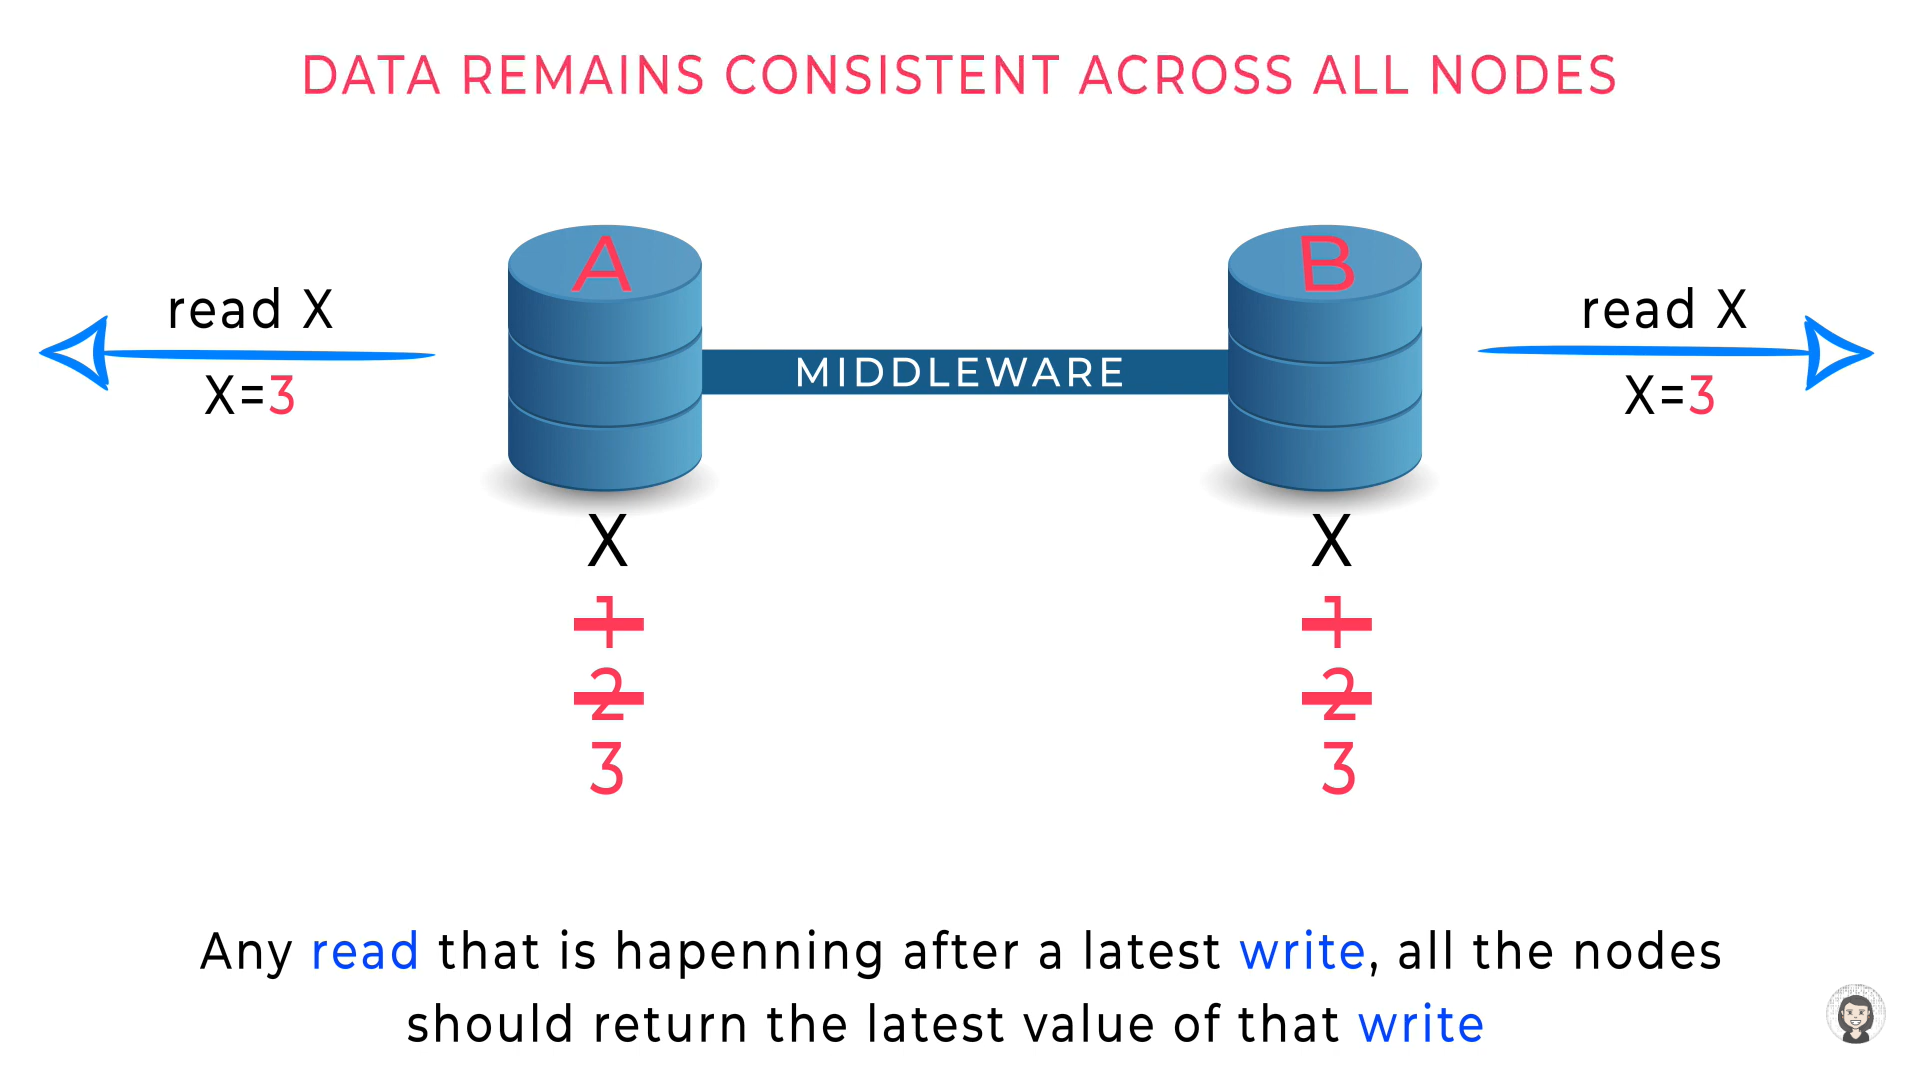 DATA REMAINS CONSISTENT ACROSS ALL NODES
A
B
read X
X=3
MIDDLEWARE
read X
X=3
X
1
2
3
X
1
2
3
Any read that is hapenning after a latest write, all the nodes
should return the latest value of that write